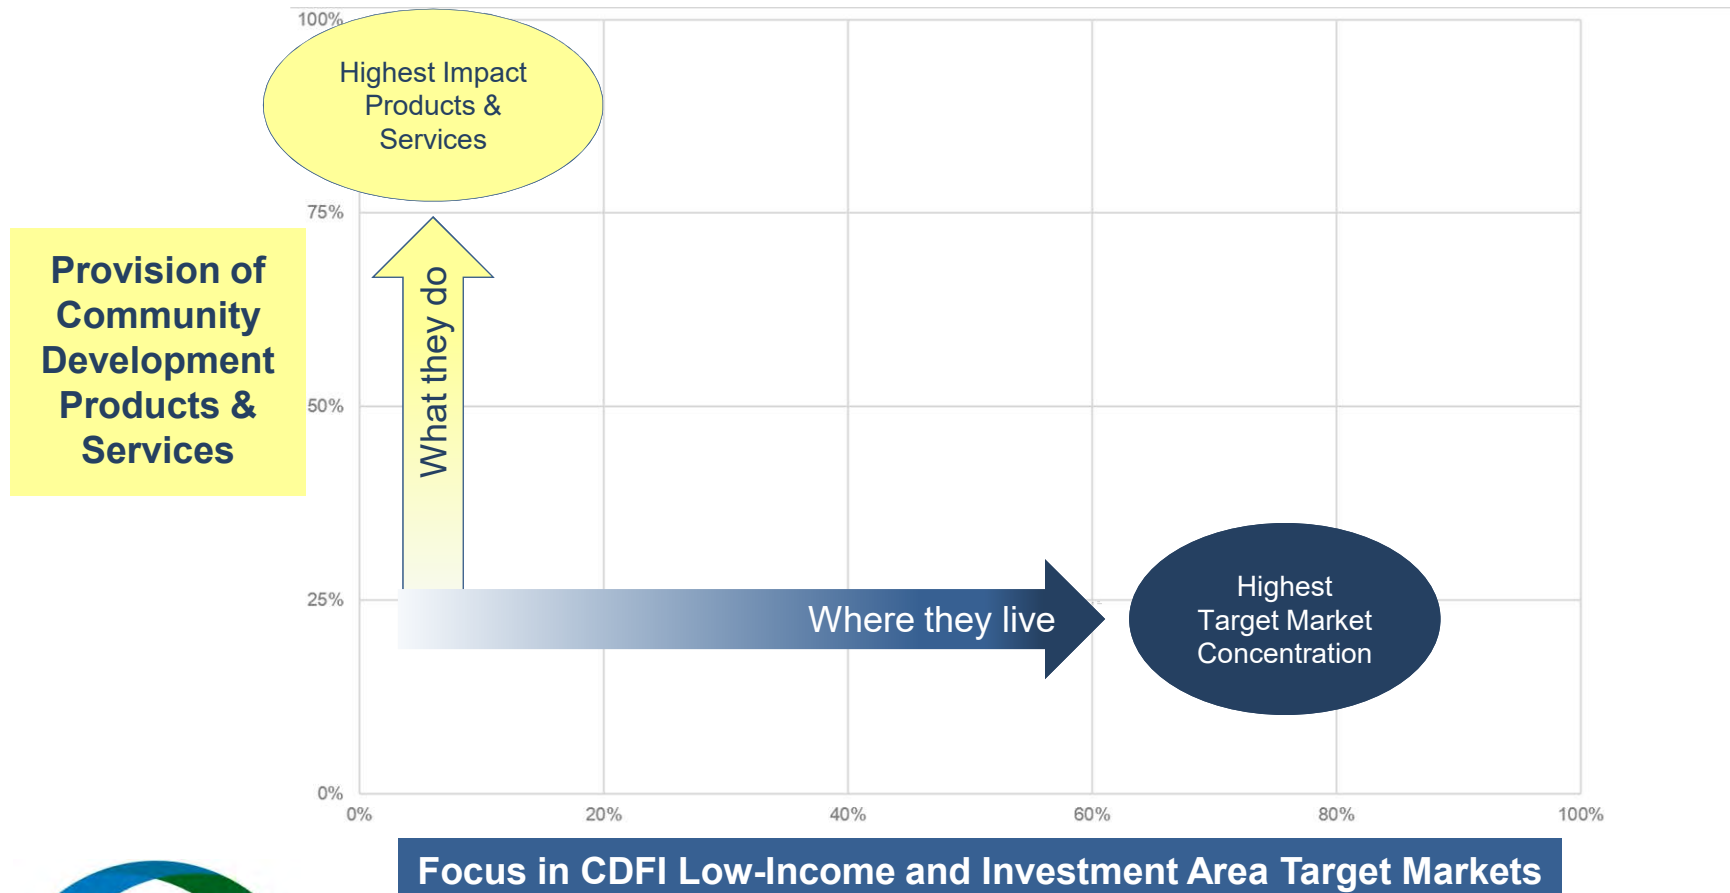 100%
Highest Impact
Products &
Services
75%
Provision of
Community
Development
Products &
Services
What they do
50%
25%
Where they live
Highest
Target Market
Concentration
0%
0%
20%
40%
60%
80%
100%
Focus in CDFI Low-Income and Investment Area Target Markets